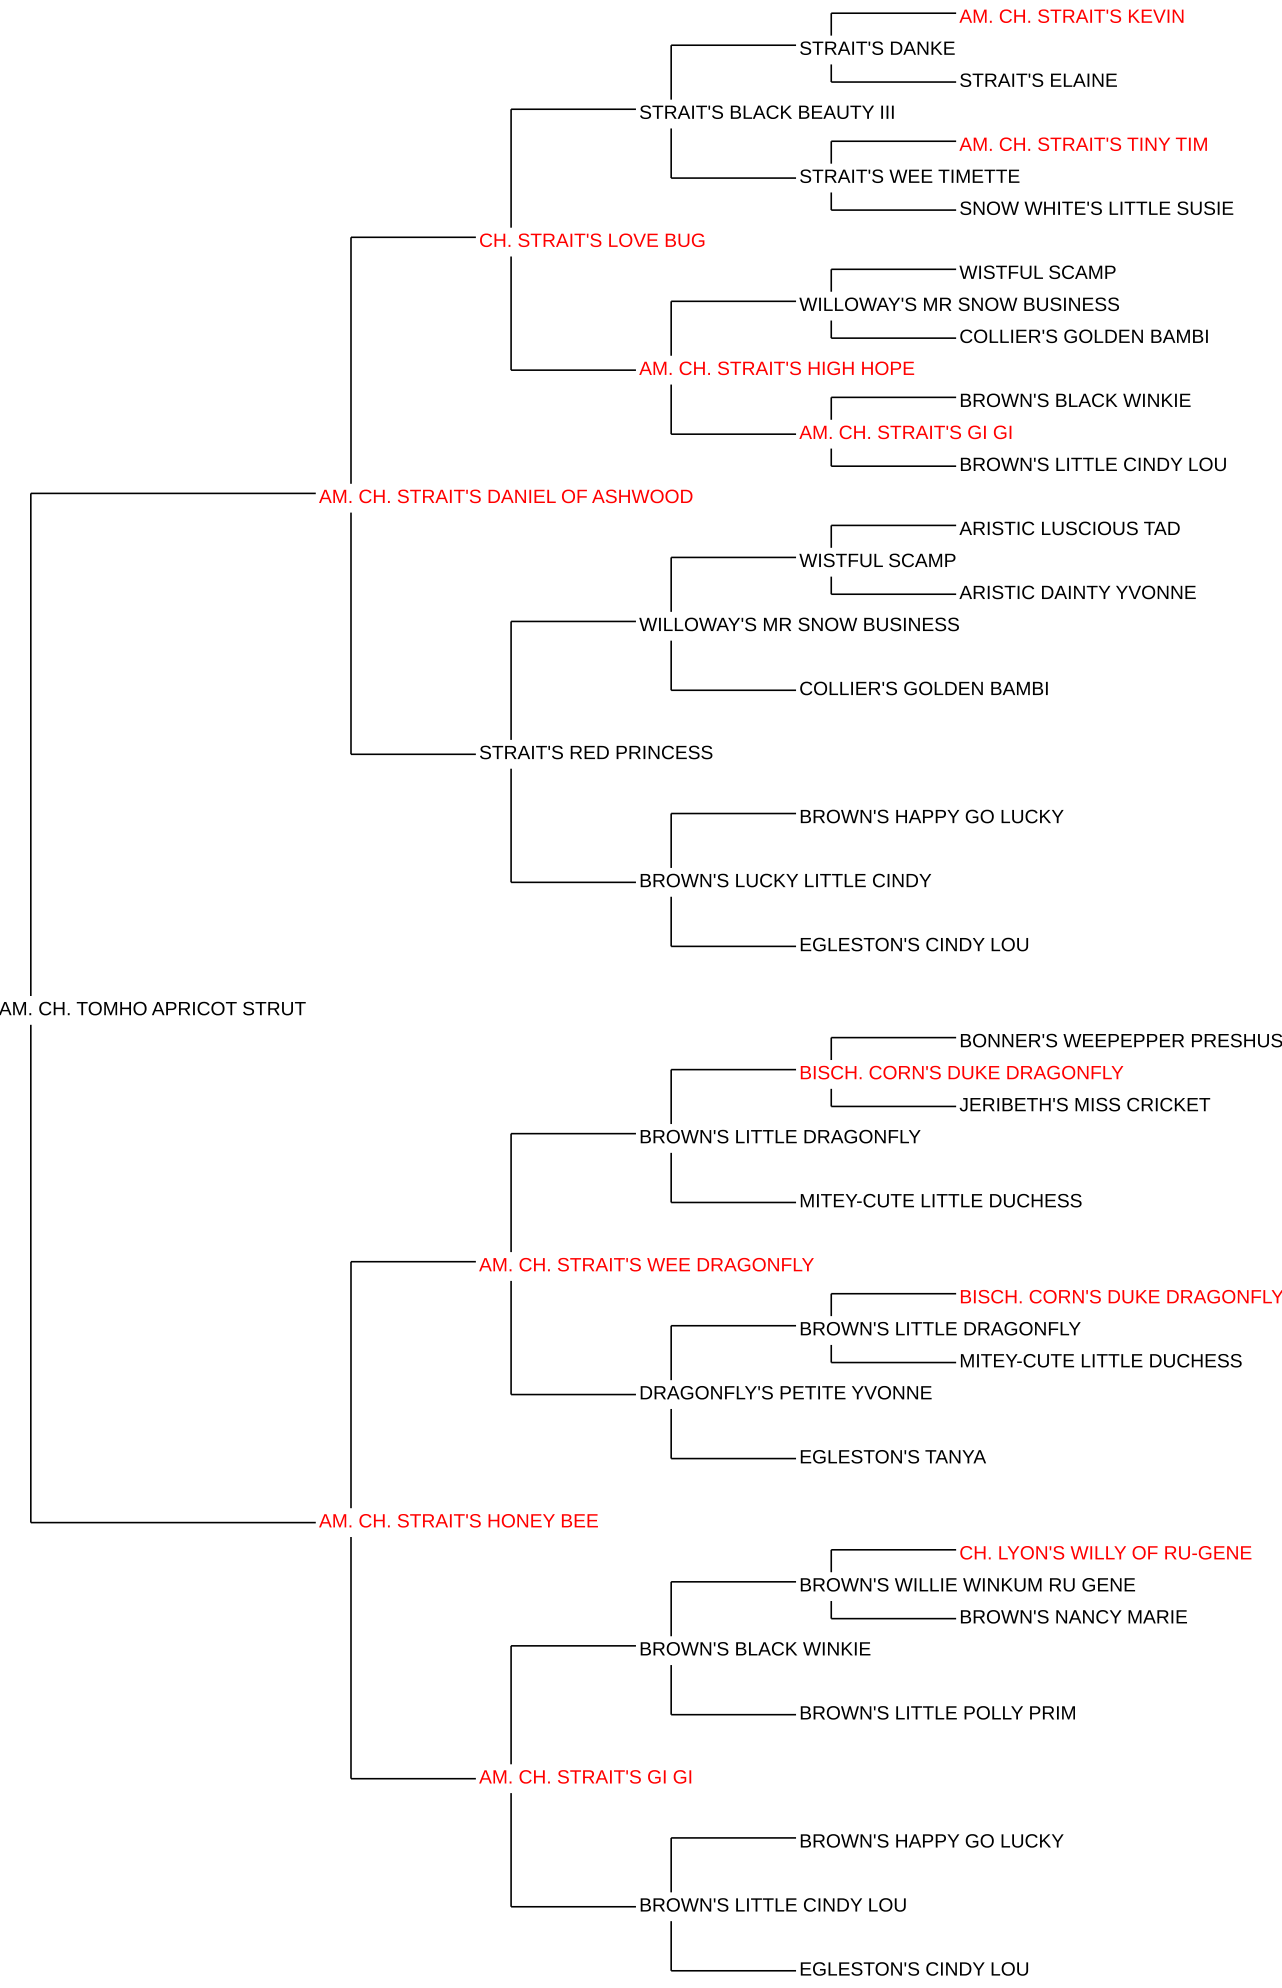 AM. CH. STRAIT'S KEVIN
STRAIT'S DANKE
STRAIT'S ELAINE
STRAIT'S BLACK BEAUTY III
AM. CH. STRAIT'S TINY TIM
STRAIT'S WEE TIMETTE
SNOW WHITE'S LITTLE SUSIE
CH. STRAIT'S LOVE BUG
WISTFUL SCAMP
WILLOWAY'S MR SNOW BUSINESS
COLLIER'S GOLDEN BAMBI
AM. CH. STRAIT'S HIGH HOPE
BROWN'S BLACK WINKIE
AM. CH. STRAIT'S GI GI
BROWN'S LITTLE CINDY LOU
AM. CH. STRAIT'S DANIEL OF ASHWOOD
ARISTIC LUSCIOUS TAD
WISTFUL SCAMP
ARISTIC DAINTY YVONNE
WILLOWAY'S MR SNOW BUSINESS
COLLIER'S GOLDEN BAMBI
STRAIT'S RED PRINCESS
BROWN'S HAPPY GO LUCKY
BROWN'S LUCKY LITTLE CINDY
EGLESTON'S CINDY LOU
AM. CH. TOMHO APRICOT STRUT
BONNER'S WEEPEPPER PRESHUS
BISCH. CORN'S DUKE DRAGONFLY
JERIBETH'S MISS CRICKET
BROWN'S LITTLE DRAGONFLY
MITEY-CUTE LITTLE DUCHESS
AM. CH. STRAIT'S WEE DRAGONFLY
BISCH. CORN'S DUKE DRAGONFLY
BROWN'S LITTLE DRAGONFLY
MITEY-CUTE LITTLE DUCHESS
DRAGONFLY'S PETITE YVONNE
EGLESTON'S TANYA
AM. CH. STRAIT'S HONEY BEE
CH. LYON'S WILLY OF RU-GENE
BROWN'S WILLIE WINKUM RU GENE
BROWN'S NANCY MARIE
BROWN'S BLACK WINKIE
BROWN'S LITTLE POLLY PRIM
AM. CH. STRAIT'S GI GI
BROWN'S HAPPY GO LUCKY
BROWN'S LITTLE CINDY LOU
EGLESTON'S CINDY LOU